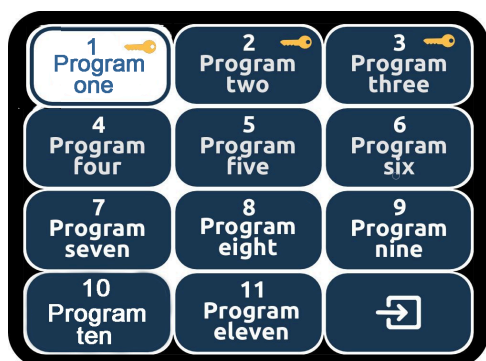 1
Program
one
2
Program
two
3
Program
three
4
Program
four
5
Program
five
6
Program
six
7
Program
seven
8
Program
eight
9
Program
nine
10
Program
ten
11
Program
eleven